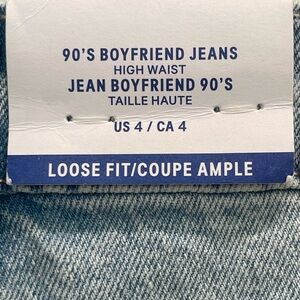 90'S BOYFRIEND JEANS
HIGH WAIST
JEAN BOYFRIEND 90'S
TAILLE HAUTE
US 4 / CA 4
LOOSE FIT/COUPE AMPLE